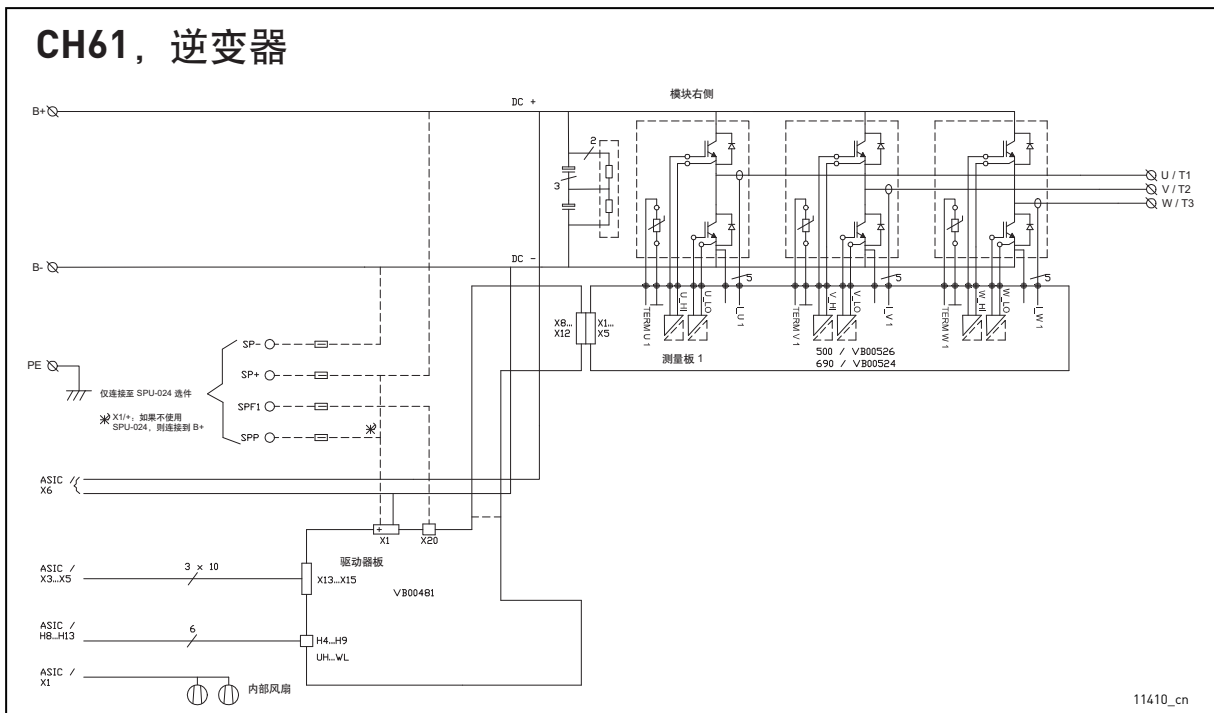 CH61，逆变器
模块右侧
B+
DC +
2
3
U / T1
V / T2
W / T3
B-
DC -
5
5
5
TERM U 1
U_HI
U_LO
I_U 1
TERM V 1
V_HI
V_LO
I_V 1
TERM W 1
W_HI
W_LO
I_W 1
X8...
X12
X1...
X5
测量板 1
500 / VB00526
690 / VB00524
PE
SP-
SP+
SPF1
SPP
仅连接至 SPU-024 选件
X1/+：如果不使用
SPU-024，则连接到 B+
ASIC /
X6
+
X1
X20
驱动器板
VB00481
ASIC /
X3...X5
3 × 10
X13...X15
ASIC /
H8...H13
6
H4...H9
UH...WL
ASIC /
X1
内部风扇
11410_cn